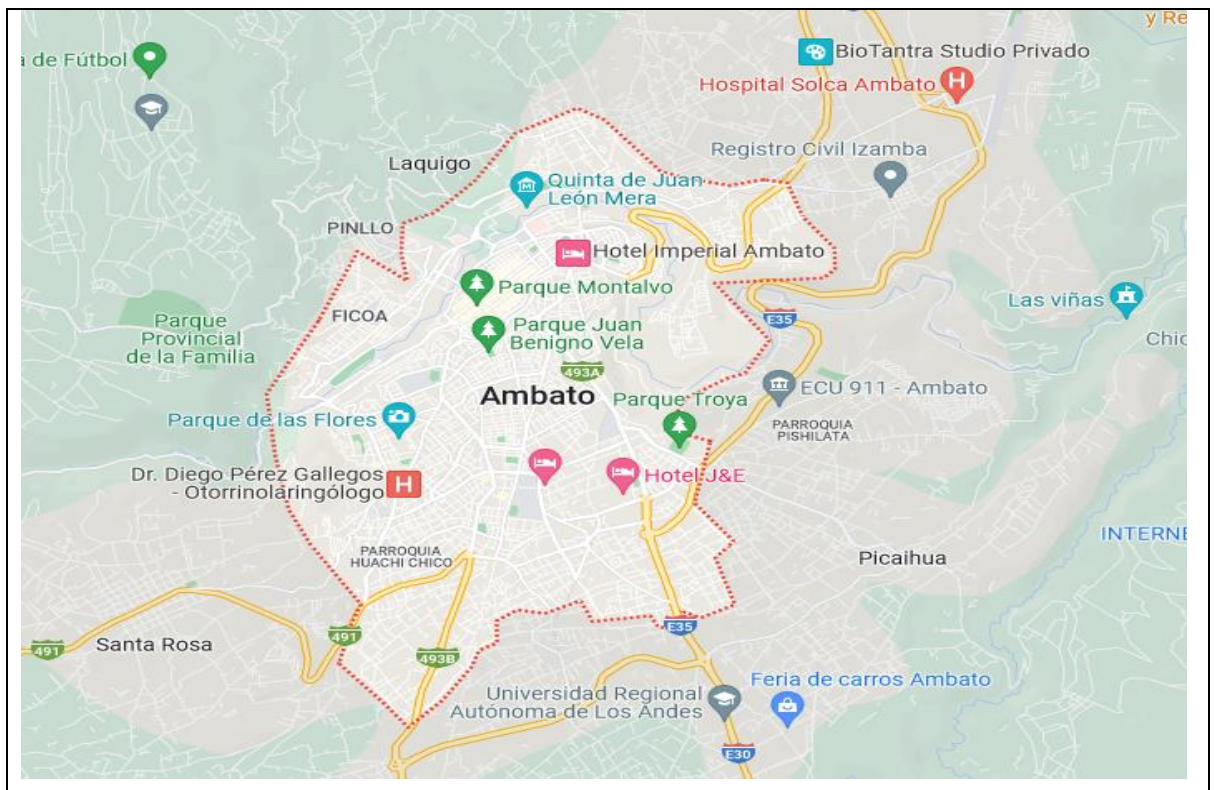 y Re
a de Fútbol
BioTantra Studio Privado
Hospital Solca Ambato
H
Registro Civil Izamba
Laquigo
Quinta de Juan
León Mera
M
PINLLO
Hotel Imperial Ambato
Parque Montalvo
Las viñas
FICOA
Parque
Provincial
de la Familia
Parque Juan
Benigno Vela
E35
Chic
493A
Ambato
Parque Troya
ECU 911 - Ambato
Parque de las Flores
PARROQUIA
PISHILATA
Dr. Diego Pérez Gallegos
- Otorrinolaringólogo
H
Hotel J&E
INTERNE
PARROQUIA
HUACHI CHICO
Picaihua
491
E35
491
Santa Rosa
493B
Feria de carros Ambato
Universidad Regional
Autónoma de Los Andes
E30